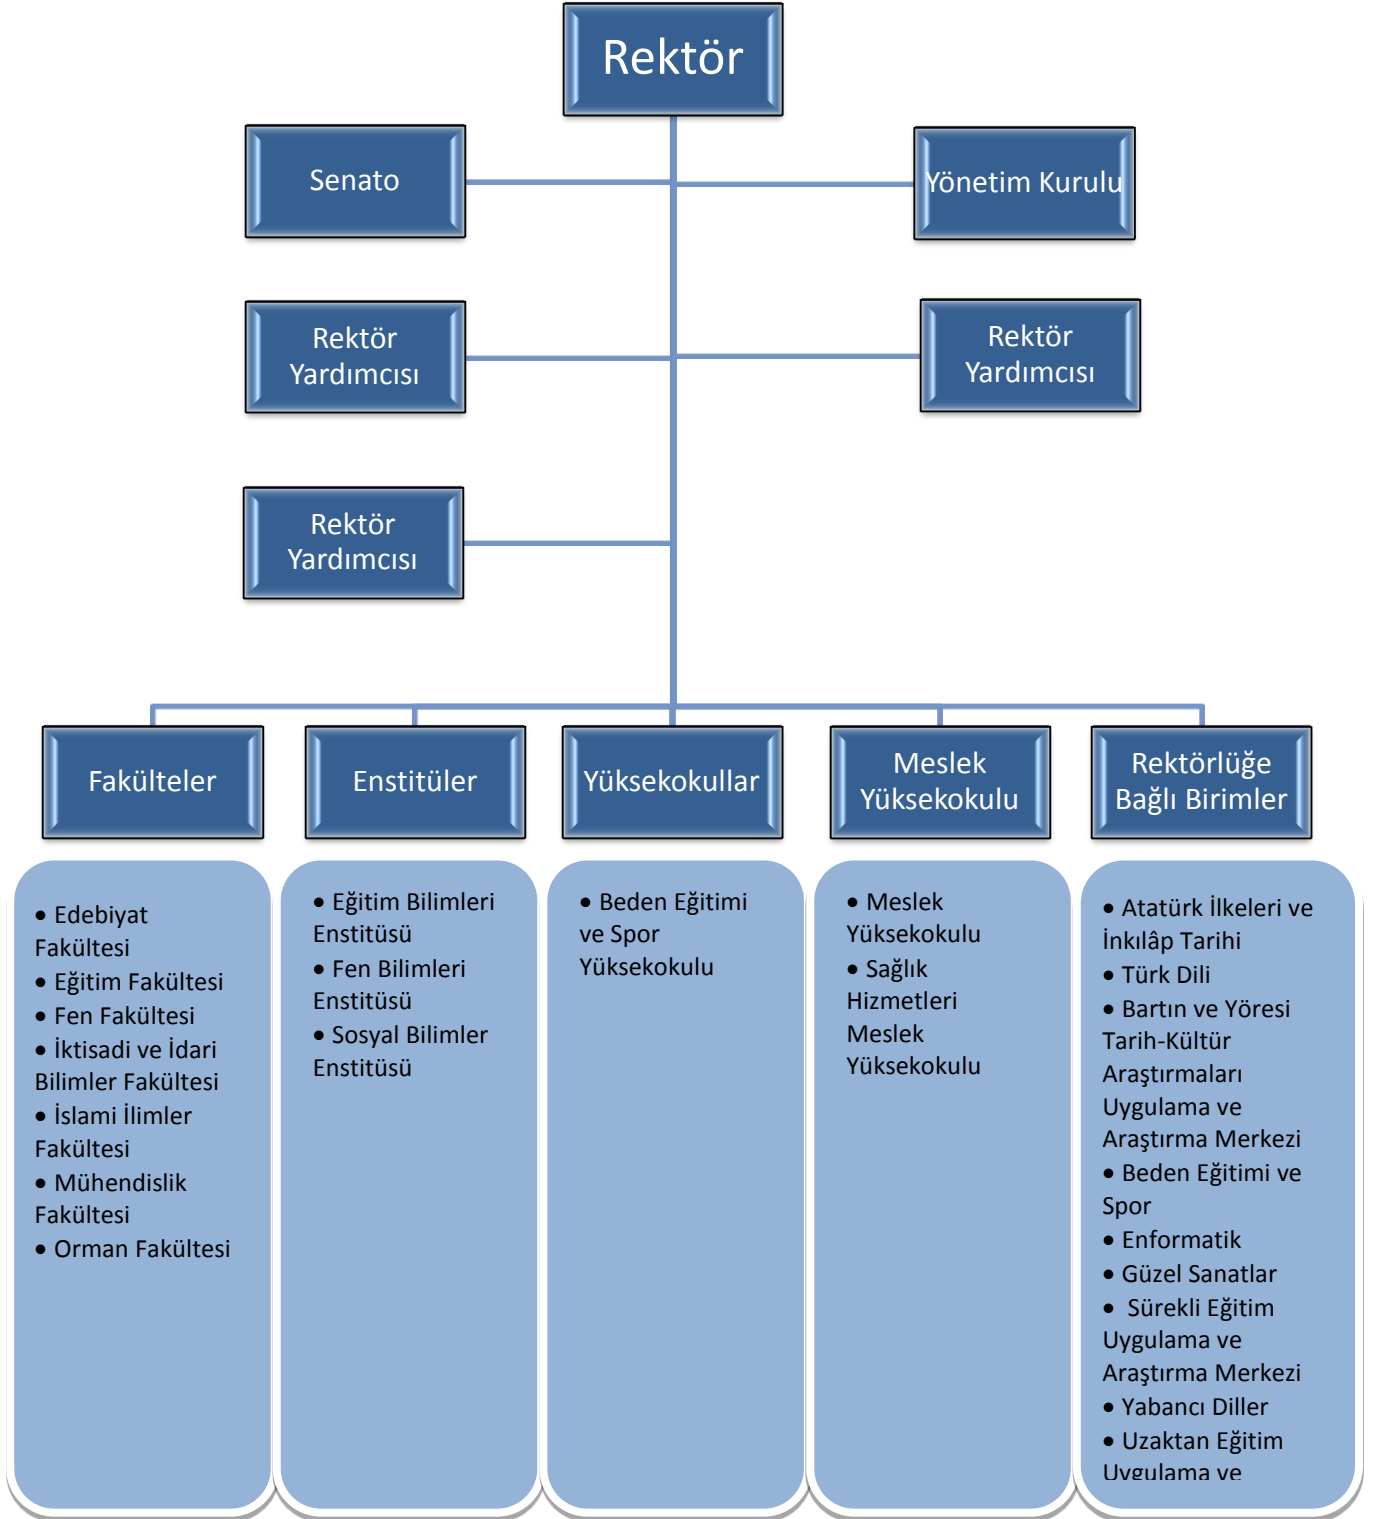 Rektör
Senato
Yönetim Kurulu
Rektör
Yardımcısı
Rektör
Yardımcısı
Rektör
Yardımcısı
Fakülteler
Enstitüler
Yüksekokullar
Meslek
Yüksekokulu
Rektörlüğe
Bağlı Birimler
• Edebiyat
Fakültesi
• Eğitim Fakültesi
• Fen Fakültesi
• İktisadi ve İdari
Bilimler Fakültesi
• İslami İlimler
Fakültesi
• Mühendislik
Fakültesi
• Orman Fakültesi
• Eğitim Bilimleri
Enstitüsü
• Fen Bilimleri
Enstitüsü
• Sosyal Bilimler
Enstitüsü
• Beden Eğitimi
ve Spor
Yüksekokulu
• Meslek
Yüksekokulu
• Sağlık
Hizmetleri
Meslek
Yüksekokulu
• Atatürk İlkeleri ve
İnkılâp Tarihi
• Türk Dili
• Bartın ve Yöresi
Tarih-Kültür
Araştırmaları
Uygulama ve
Araştırma Merkezi
• Beden Eğitimi ve
Spor
• Enformatik
• Güzel Sanatlar
• Sürekli Eğitim
Uygulama ve
Araştırma Merkezi
• Yabancı Diller
• Uzaktan Eğitim
Uygulama ve